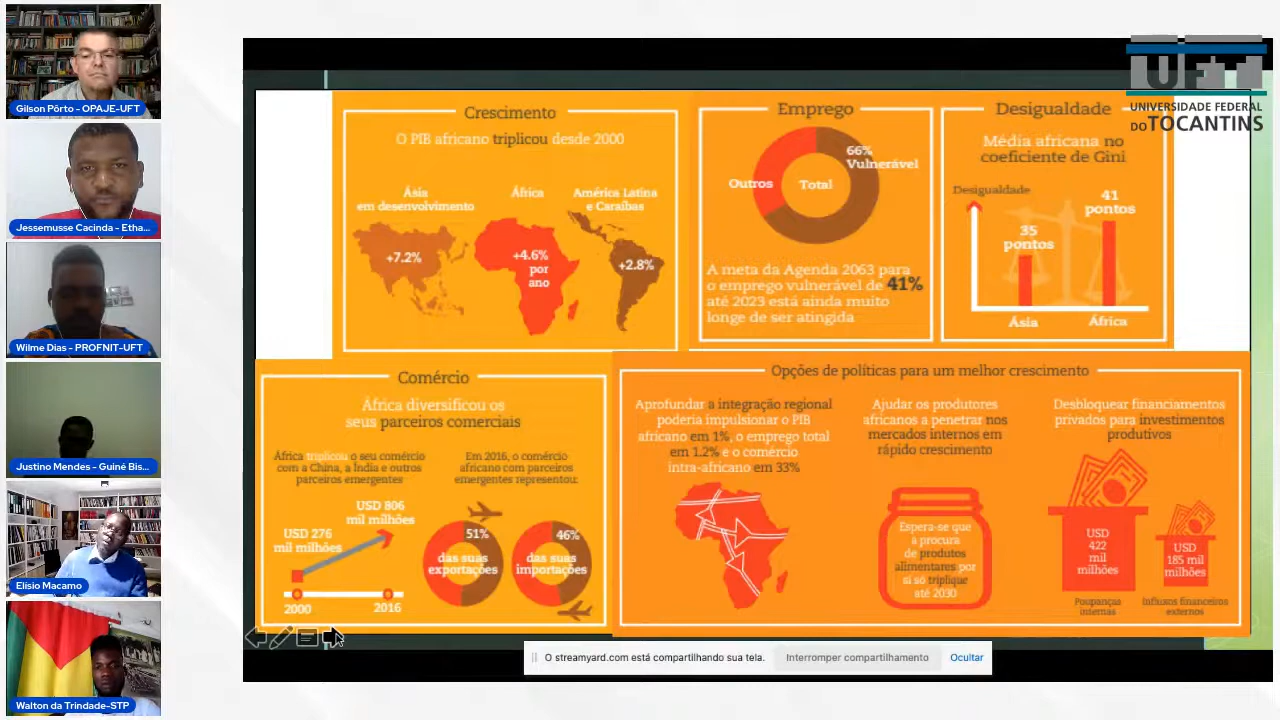 Gilson Pôrto - OPAJE-UFT
Jessemusse Cacinda - Etha...
Wilme Dias - PROFNIT-UFT
Justino Mendes - Guiné Bis...
Elísio Macamo
Walton da Trindade-STP
UFT
UNIVERSIDADE FEDERAL
DO TOCANTINS
Crescimento
O PIB africano triplicou desde 2000
Ásia
em desenvolvimento
África
América Latina
e Caraíbas
+7.2%
+4.6%
por
ano
+2.8%
Emprego
66%
Vulnerável
Outros
Total
A meta da Agenda 2063 para
o emprego vulnerável de 41%
até 2023 está ainda muito
longe de ser atingida
Desigualdade
Média africana no
coeficiente de Gini
Desigualdade
35
pontos
41
pontos
Ásia
África
Comércio
África diversificou os
seus parceiros comerciais
África triplicou o seu comércio
com a China, a Índia e outros
parceiros emergentes
Em 2016, o comércio
africano com parceiros
emergentes representou:
USD 276
mil milhões
USD 806
mil milhões
2000
2016
51%
das suas
exportações
46%
das suas
importações
Opções de políticas para um melhor crescimento
Aprofundar a integração regional
poderia impulsionar o PIB
africano em 1%, o emprego total
em 1.2% e o comércio
intra-africano em 33%
Ajudar os produtores
africanos a penetrar nos
mercados internos em
rápido crescimento
Espera-se que
a procura
de produtos
alimentares por
si só triplique
até 2030
Desbloquear financiamentos
privados para investimentos
produtivos
USD
422
mil
milhões
Poupanças
internas
USD
185 mil
milhões
Influxos financeiros
externos
O streamyard.com está compartilhando sua tela.
Interromper compartilhamento
Ocultar